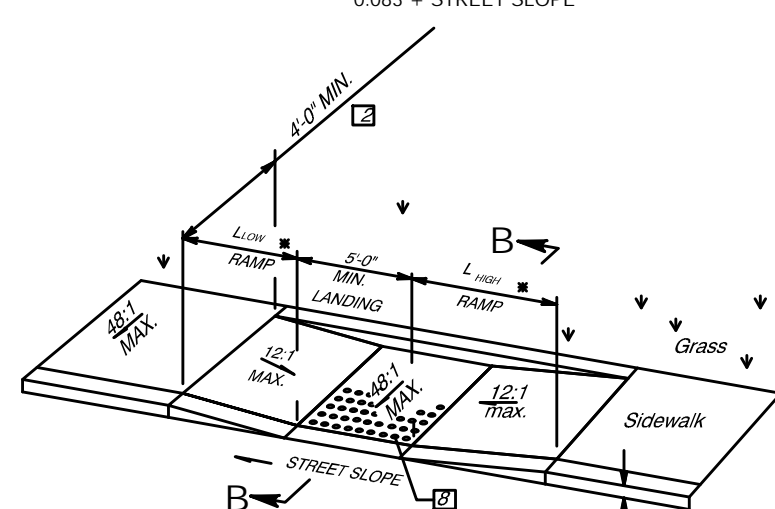 0.083 + STREET SLOPE
4'-0" MIN.
2
LLOW *
RAMP
5'-0"
MIN.
LANDING
L HIGH *
RAMP
B
48:1
MAX.
12:1
MAX.
48:1
MAX.
12:1
max.
Grass
Sidewalk
STREET SLOPE
B
8